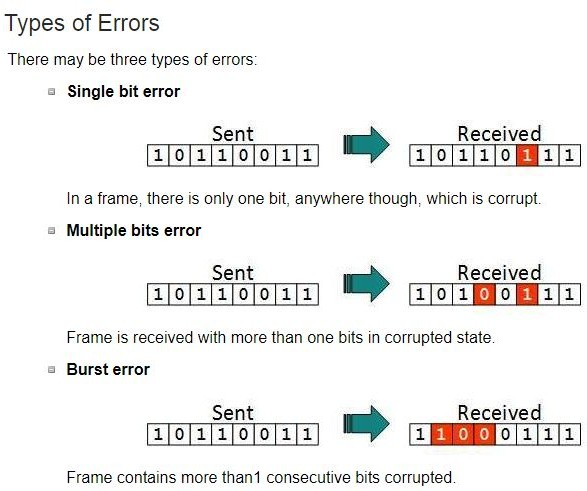 Types of Errors
There may be three types of errors:
Single bit error
Sent Received
1 0 1 1 0 0 1 1 1 0 1 1 0 1 1 1
In a frame, there is only one bit, anywhere though, which is corrupt.
Multiple bits error
Sent Received
1 0 1 1 0 0 1 1 1 0 1 0 0 1 1 1
Frame is received with more than one bits in corrupted state.
Burst error
Sent Received
1 0 1 1 0 0 1 1 1 1 0 0 0 1 1 1
Frame contains more than1 consecutive bits corrupted.